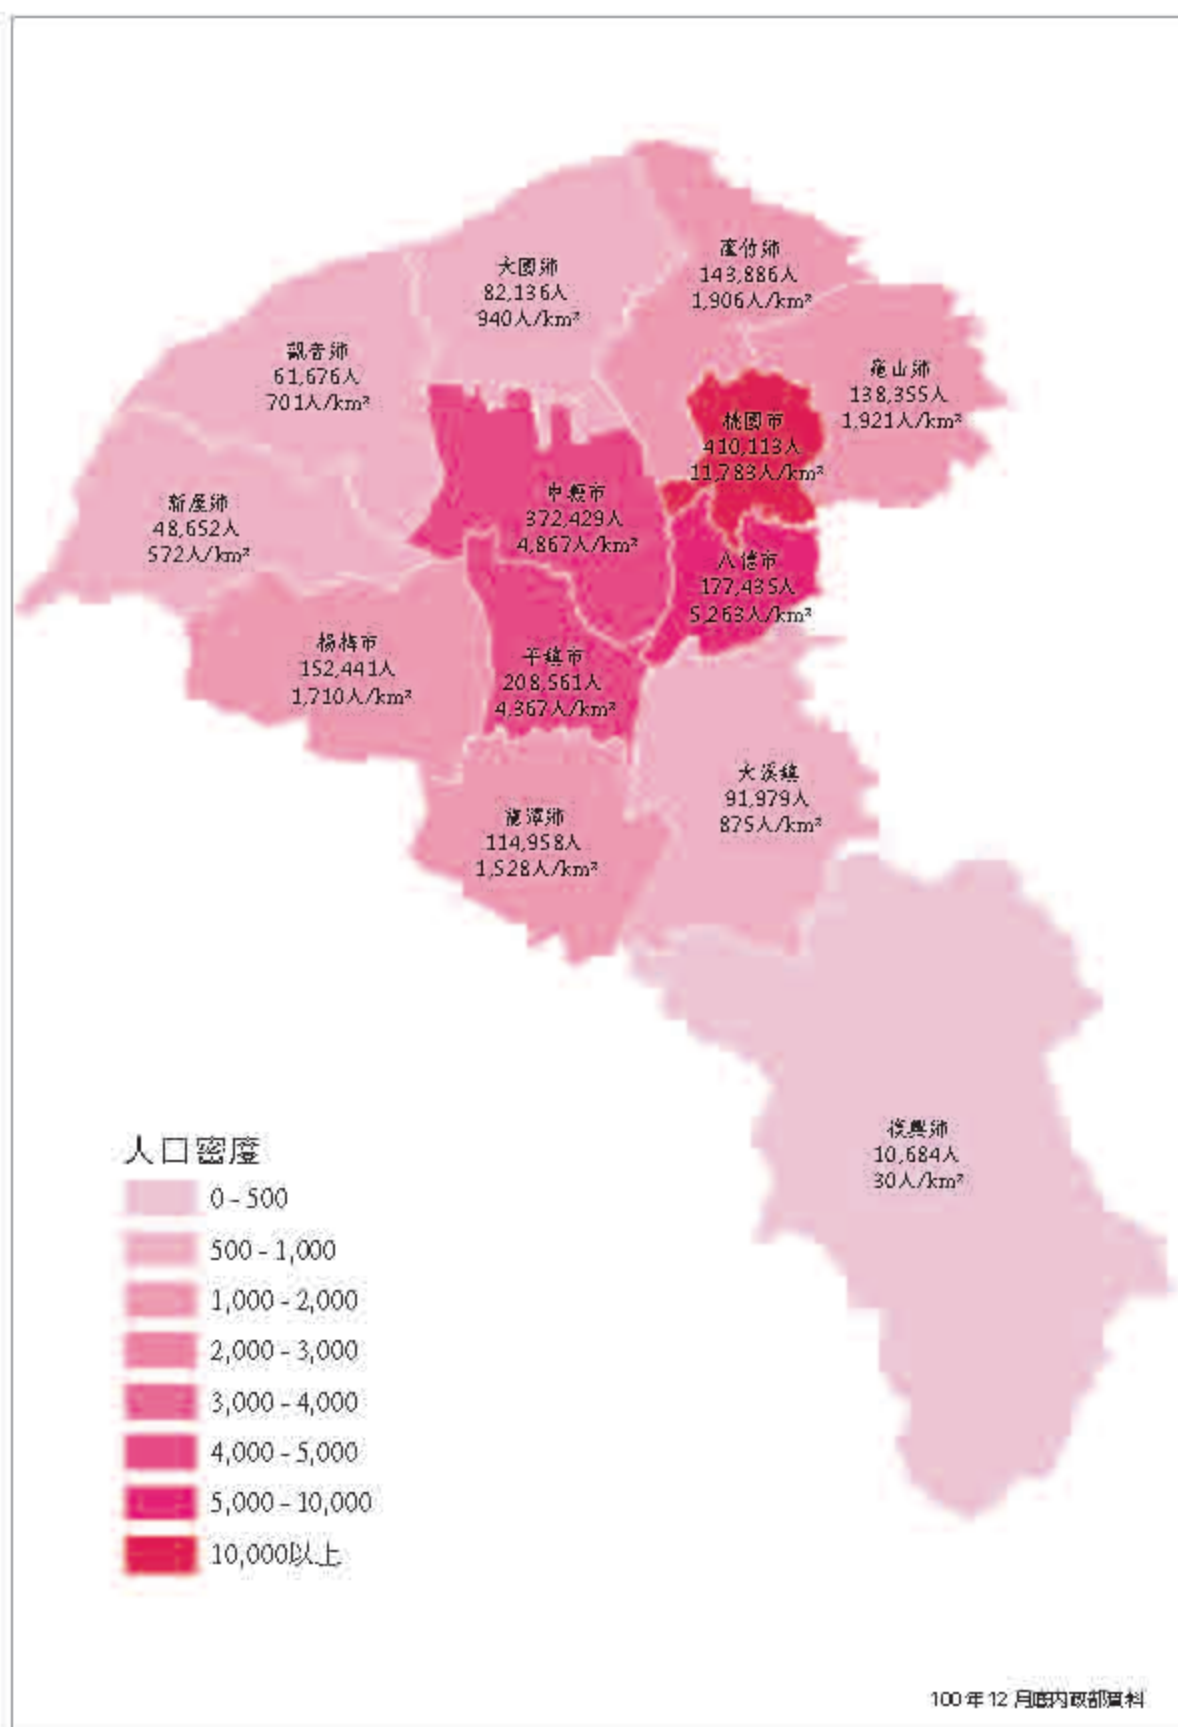 蘆竹鄉
143,886人
1,906人/km²
大園鄉
82,136人
940人/km²
觀音鄉
61,676人
701人/km²
龜山鄉
138,355人
1,921人/km²
桃園市
410,113人
11,783人/km²
新屋鄉
48,652人
572人/km²
中壢市
372,429人
4,867人/km²
八德市
177,435人
5,263人/km²
楊梅市
152,441人
1,710人/km²
平鎮市
208,561人
4,367人/km²
大溪鎮
91,979人
875人/km²
龍潭鄉
114,958人
1,528人/km²
復興鄉
10,684人
30人/km²
人口密度
0 - 500
500 - 1,000
1,000 - 2,000
2,000 - 3,000
3,000 - 4,000
4,000 - 5,000
5,000 - 10,000
10,000以上
100年12月底內政部資料